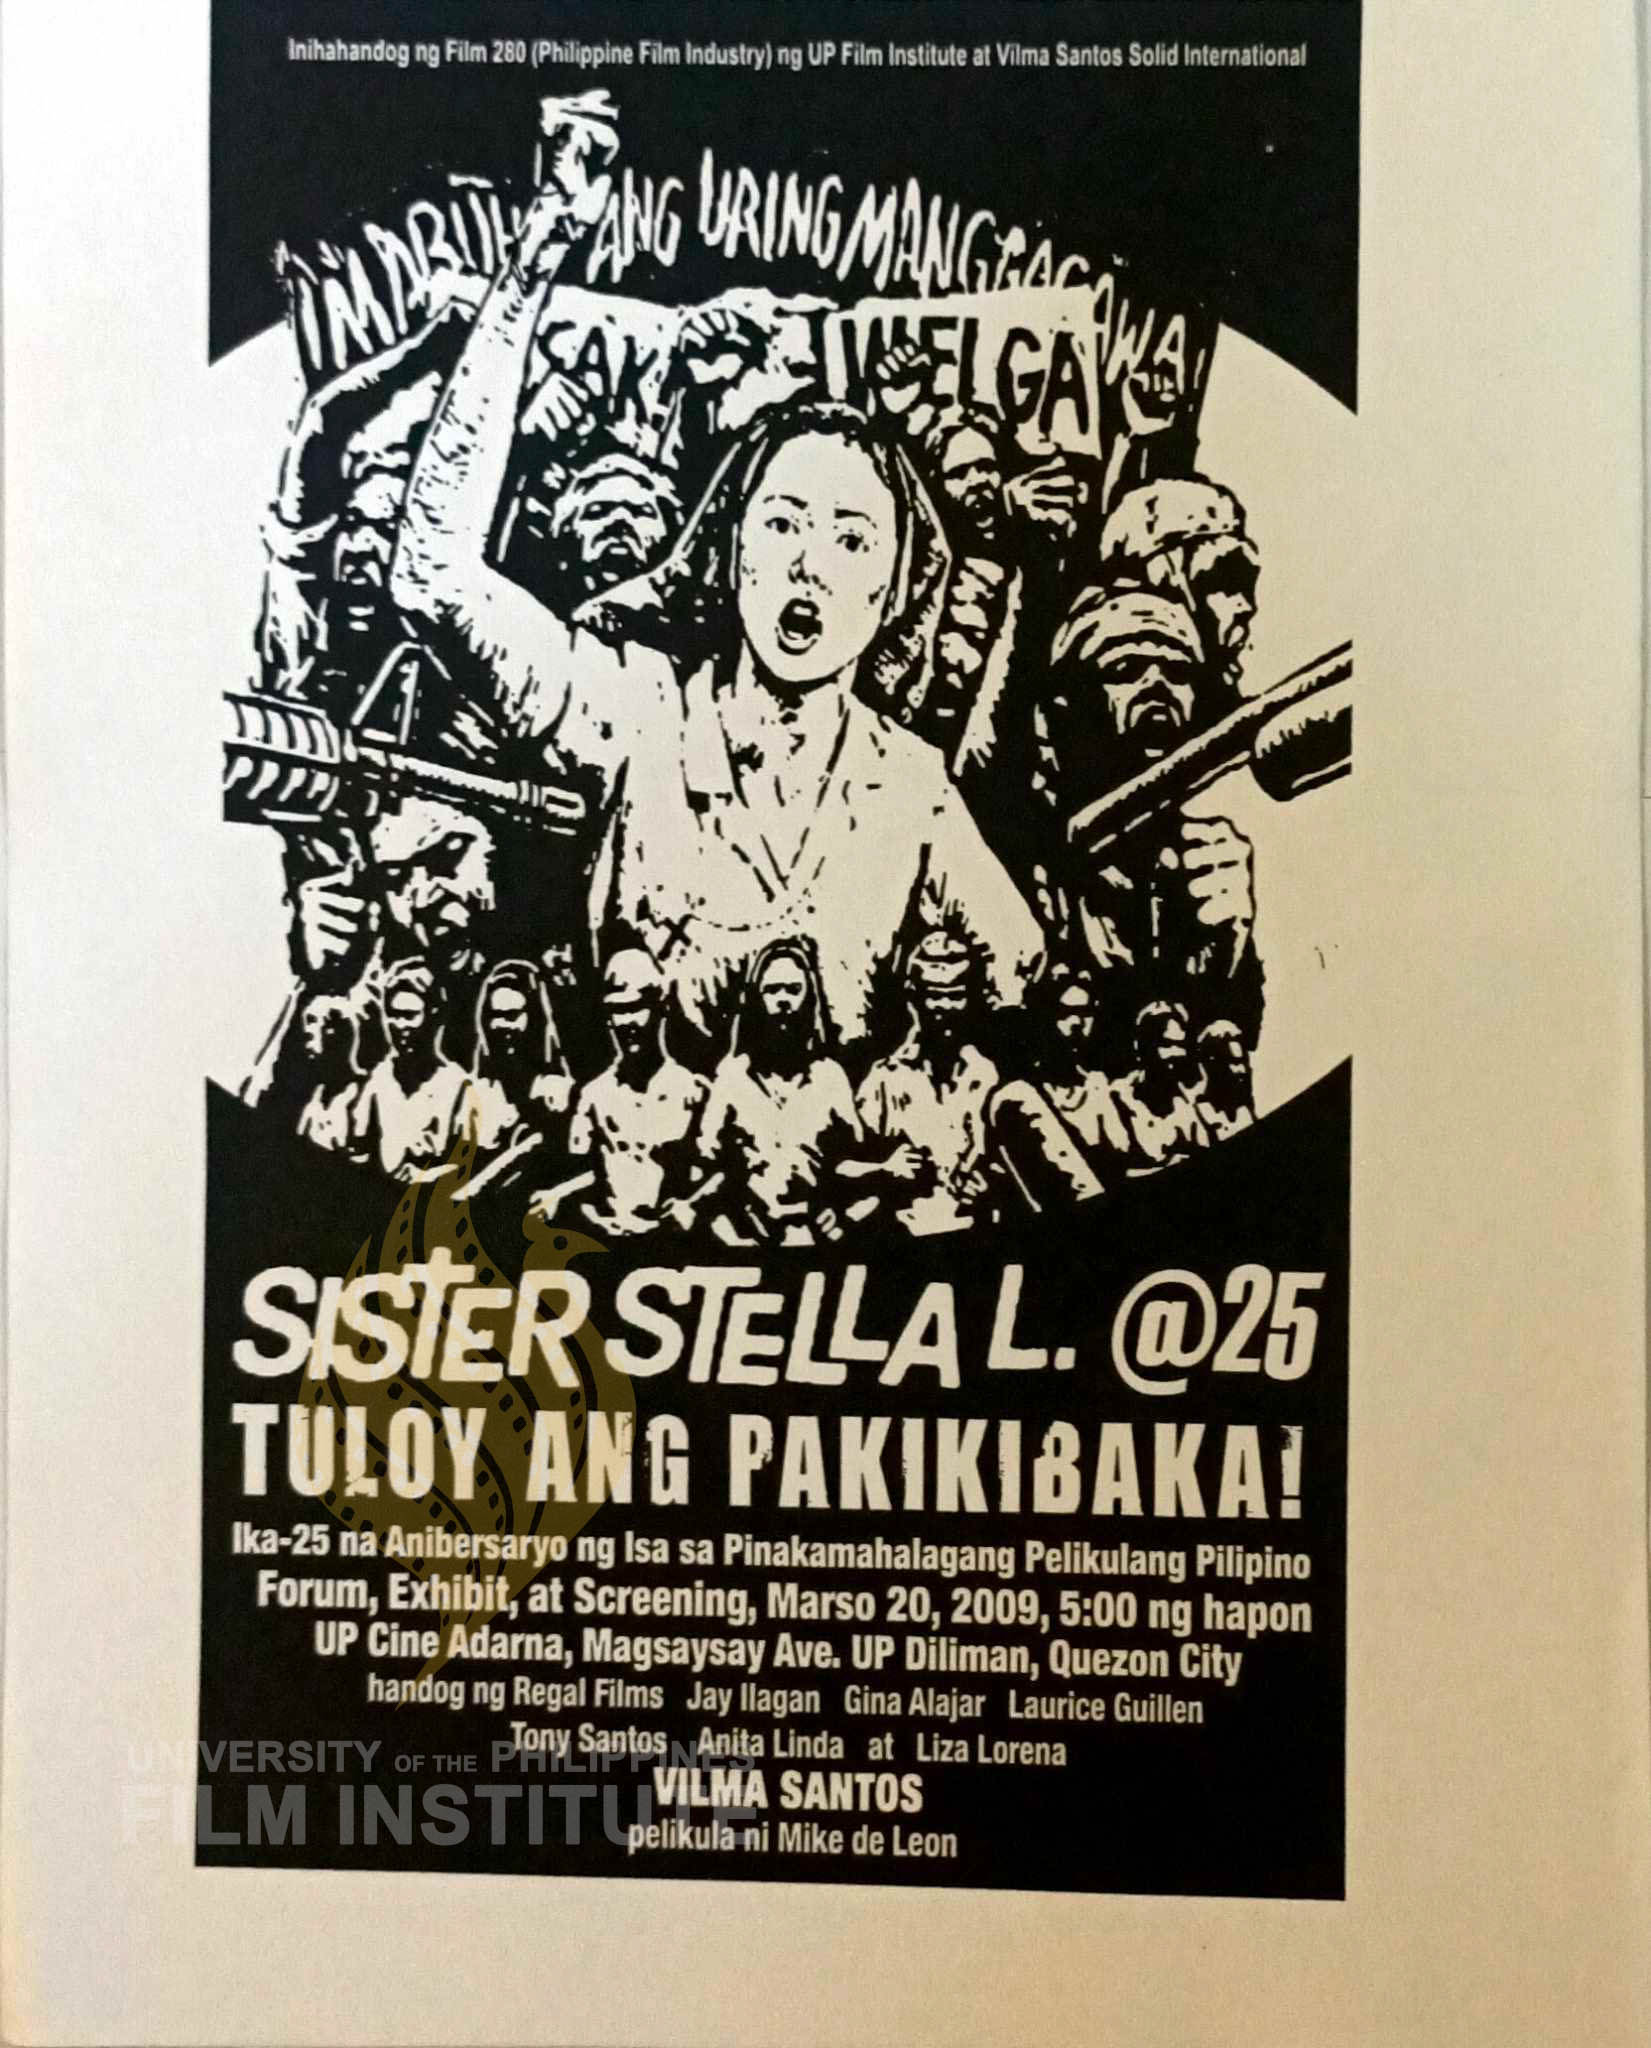 Inihahandog ng Film 280 (Philippine Film Industry) ng UP Film Institute at Vilma Santos Solid International
ANG URING MANGGAGAWA
WELGA
SISTER STELLA L. @25
TULOY ANG PAKIKIBAKA!
Ika-25 na Anibersaryo ng Isa sa Pinakamahalagang Pelikulang Pilipino
Forum, Exhibit, at Screening, Marso 20, 2009, 5:00 ng hapon
UP Cine Adarna, Magsaysay Ave. UP Diliman, Quezon City
handog ng Regal Films Jay Ilagan Gina Alajar Laurice Guillen
Tony Santos Anita Linda at Liza Lorena
VILMA SANTOS
pelikula ni Mike de Leon
UNIVERSITY OF THE PHILIPPINES
FILM INSTITUTE